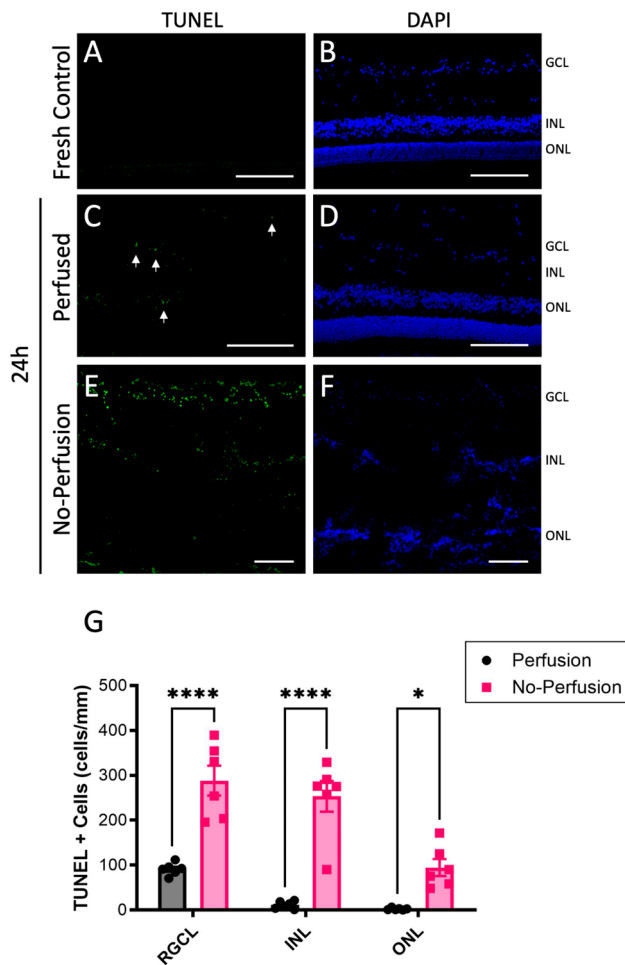 TUNEL DAPI
Fresh Control
A
B
GCL
INL
ONL
24h
Perfused
C
D
GCL
INL
ONL
No-Perfusion
E
F
GCL
INL
ONL
G
Perfusion
No-Perfusion
TUNEL + Cells (cells/mm)
500
400
300
200
100
0
**** **** *
RGCL INL ONL